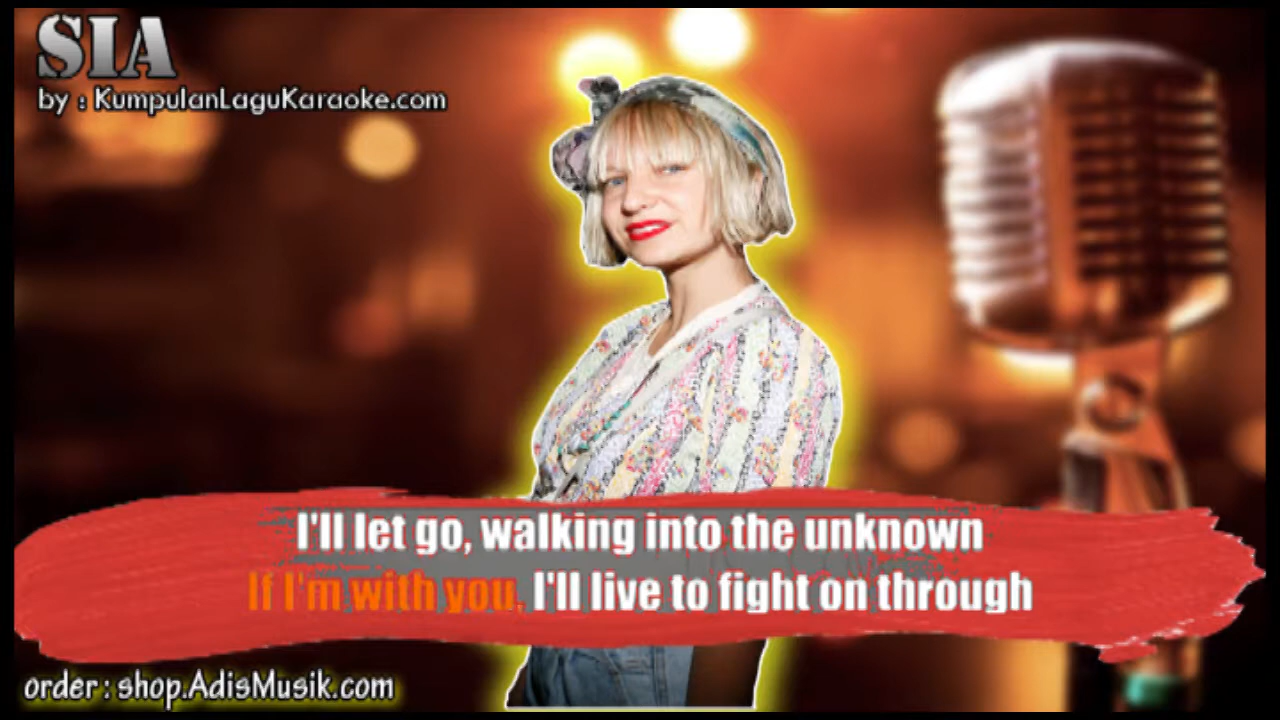 SIA
by : KumpulanLaguKaraoke.com
I'll let go, walking into the unknown
If I'm with you, I'll live to fight on through
order : shop.AdisMusik.com